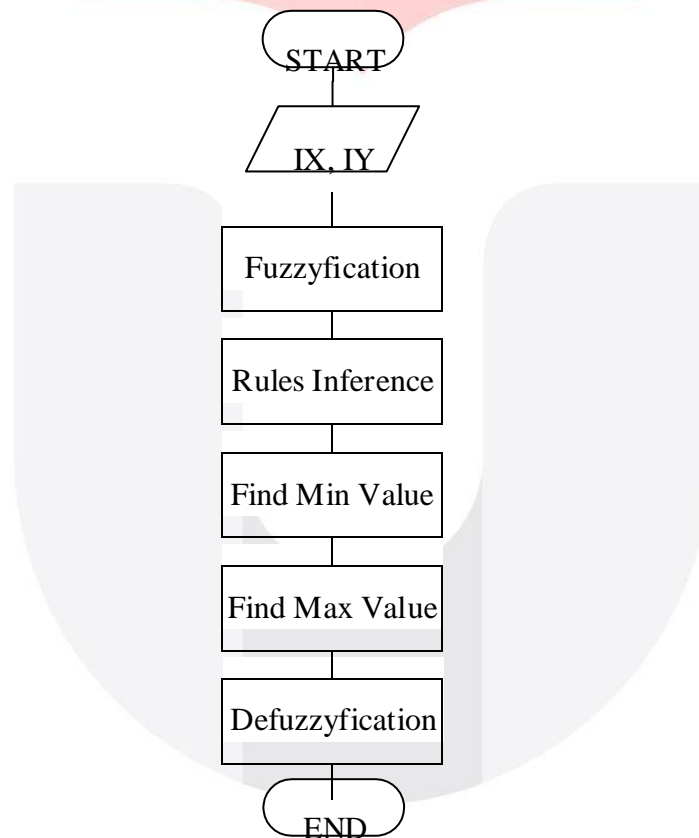 START
IX, IY
Fuzzyfication
Rules Inference
Find Min Value
Find Max Value
Defuzzyfication
END